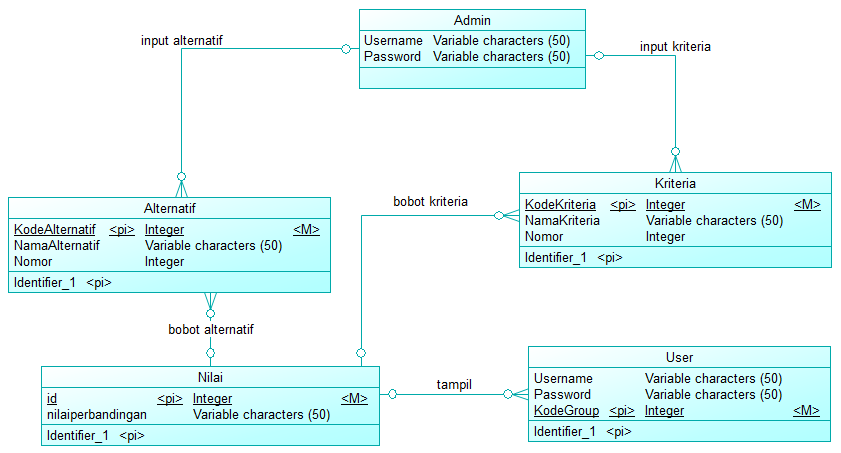 Admin
Username Variable characters (50)
Password Variable characters (50)
input alternatif
input kriteria
Alternatif
KodeAlternatif <pi> Integer <M>
NamaAlternatif Variable characters (50)
Nomor Integer
Identifier_1 <pi>
Kriteria
KodeKriteria <pi> Integer <M>
NamaKriteria Variable characters (50)
Nomor Integer
Identifier_1 <pi>
bobot kriteria
bobot alternatif
Nilai
id <pi> Integer <M>
nilaiperbandingan Variable characters (50)
Identifier_1 <pi>
tampil
User
Username Variable characters (50)
Password Variable characters (50)
KodeGroup <pi> Integer <M>
Identifier_1 <pi>